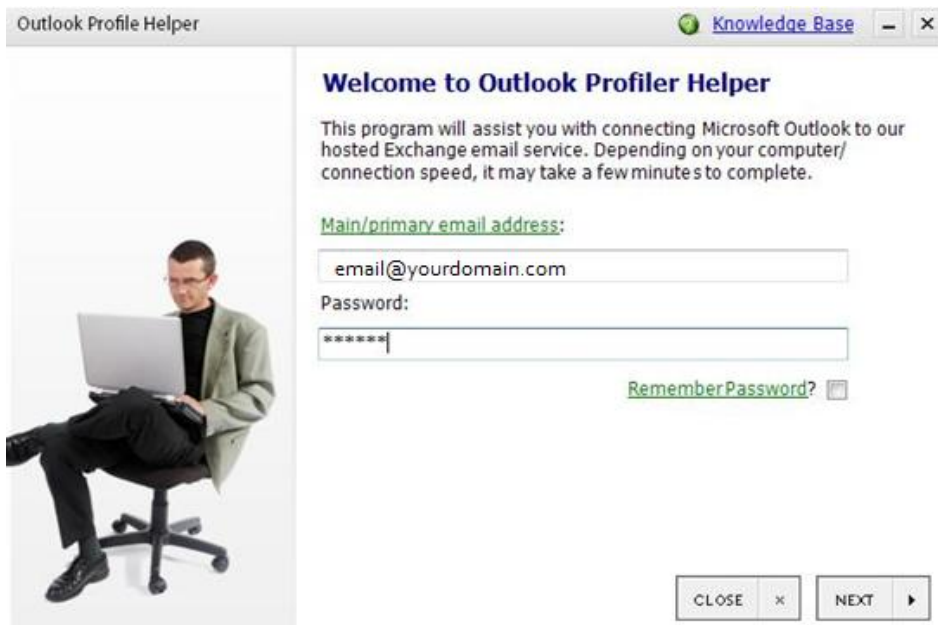 Outlook Profile Helper
Knowledge Base
Welcome to Outlook Profiler Helper
This program will assist you with connecting Microsoft Outlook to our
hosted Exchange email service. Depending on your computer/
connection speed, it may take a few minutes to complete.
Main/primary email address:
email@yourdomain.com
Password:
******
Remember Password?
CLOSE
NEXT